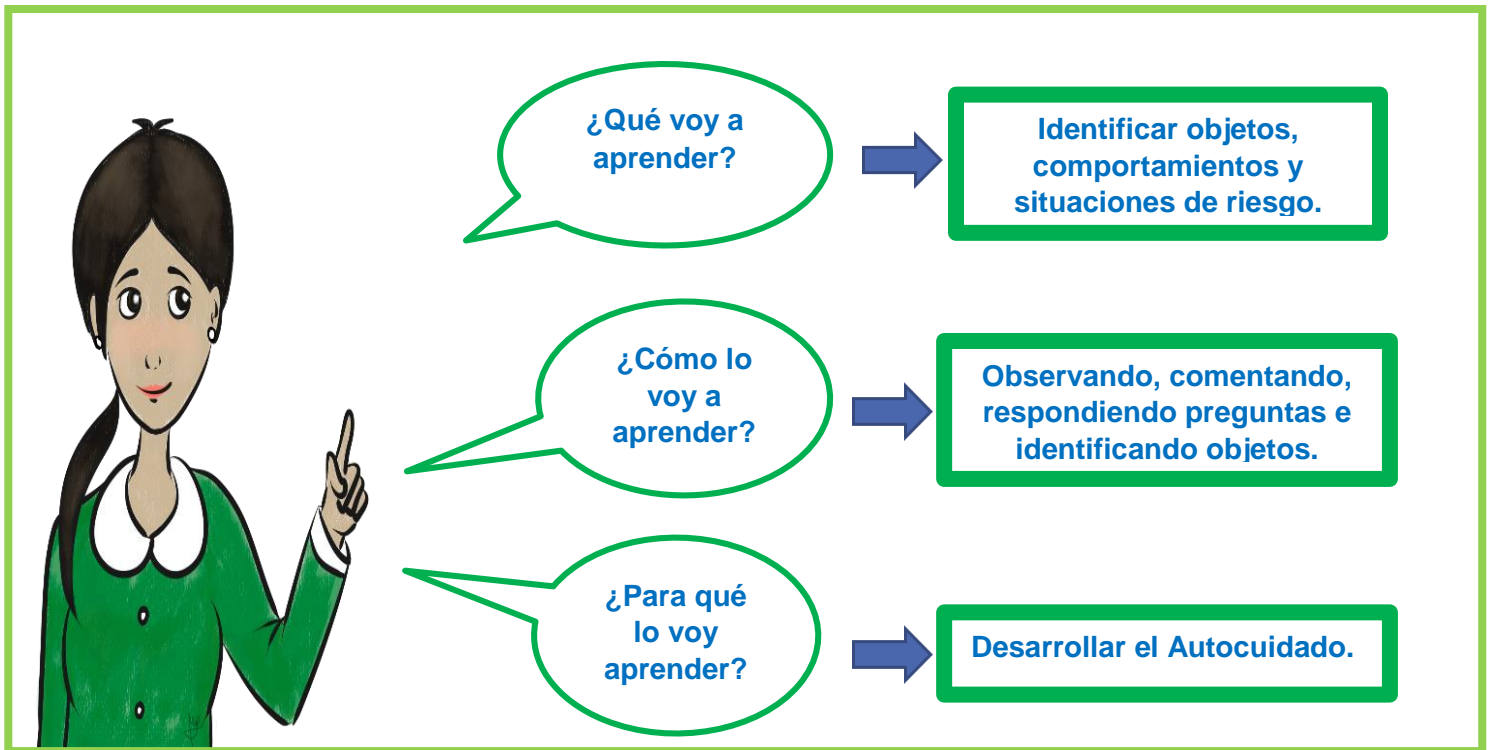 ¿Qué voy a
aprender?
Identificar objetos,
comportamientos y
situaciones de riesgo.
¿Cómo lo
voy a
aprender?
Observando, comentando,
respondiendo preguntas e
identificando objetos.
¿Para qué
lo voy
aprender?
Desarrollar el Autocuidado.